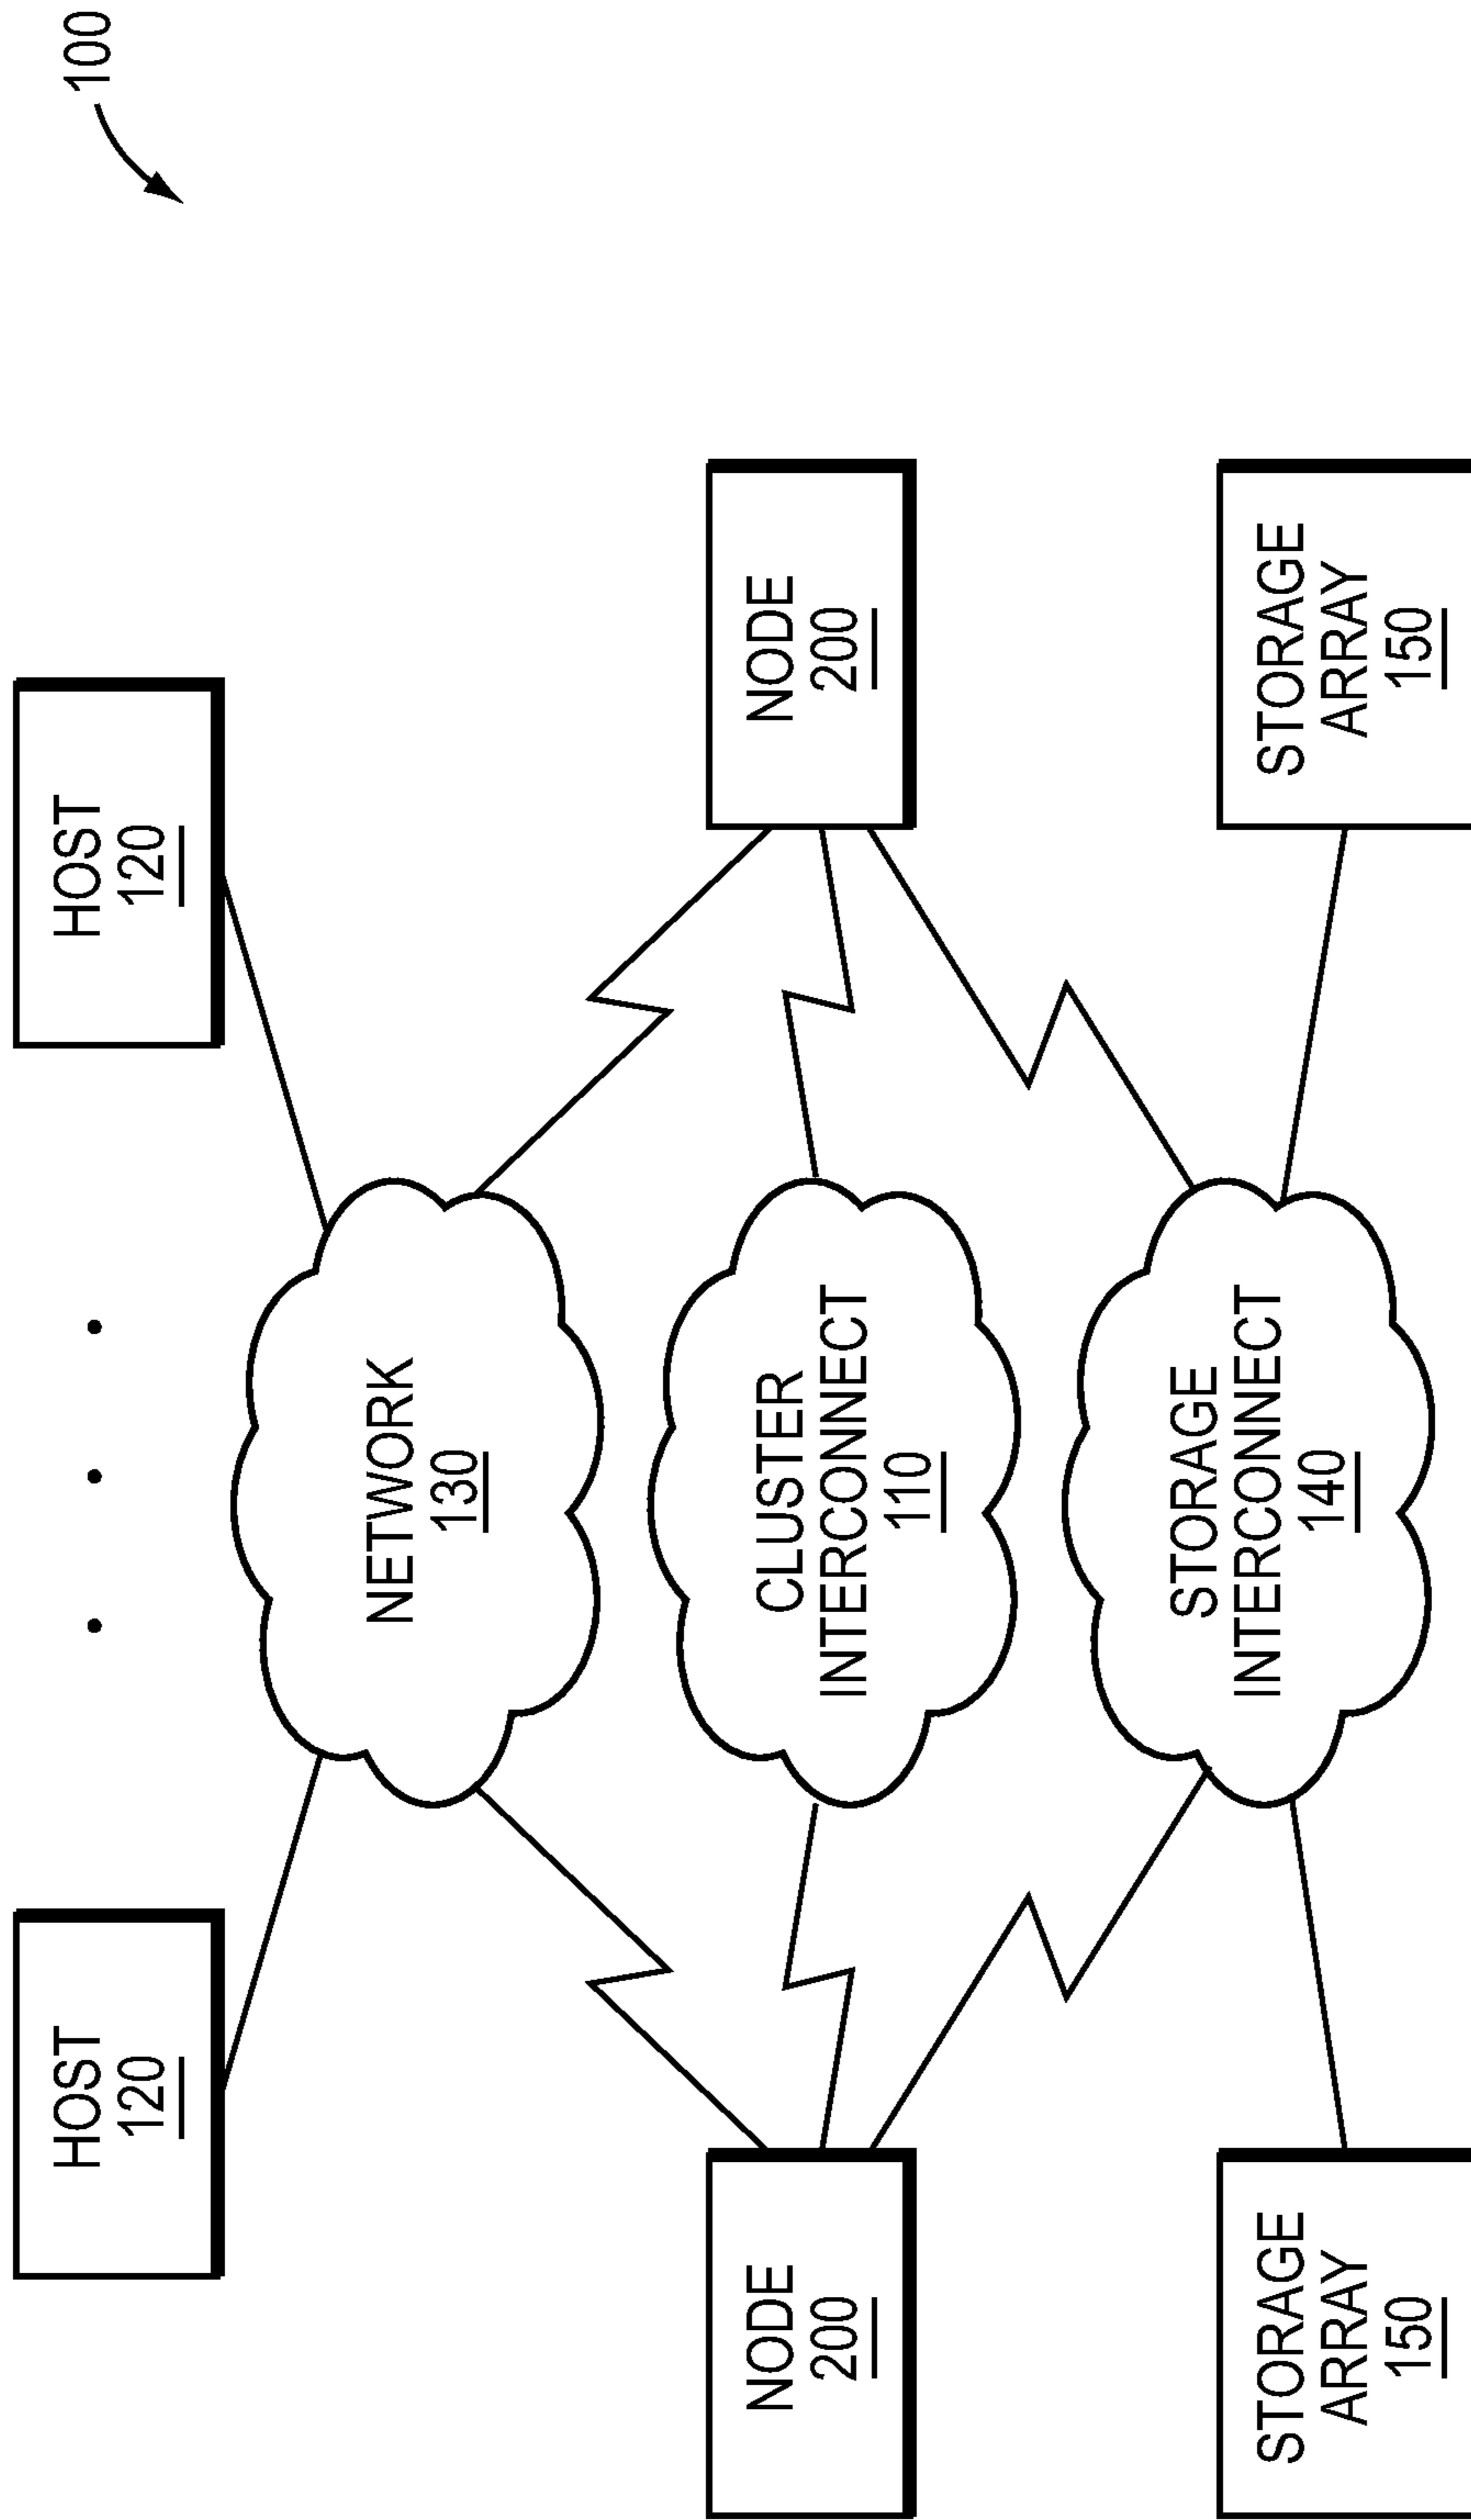 100
HOST
120
. . .
HOST
120
NETWORK
130
NODE
200
CLUSTER
INTERCONNECT
110
NODE
200
STORAGE
INTERCONNECT
140
STORAGE
ARRAY
150
STORAGE
ARRAY
150